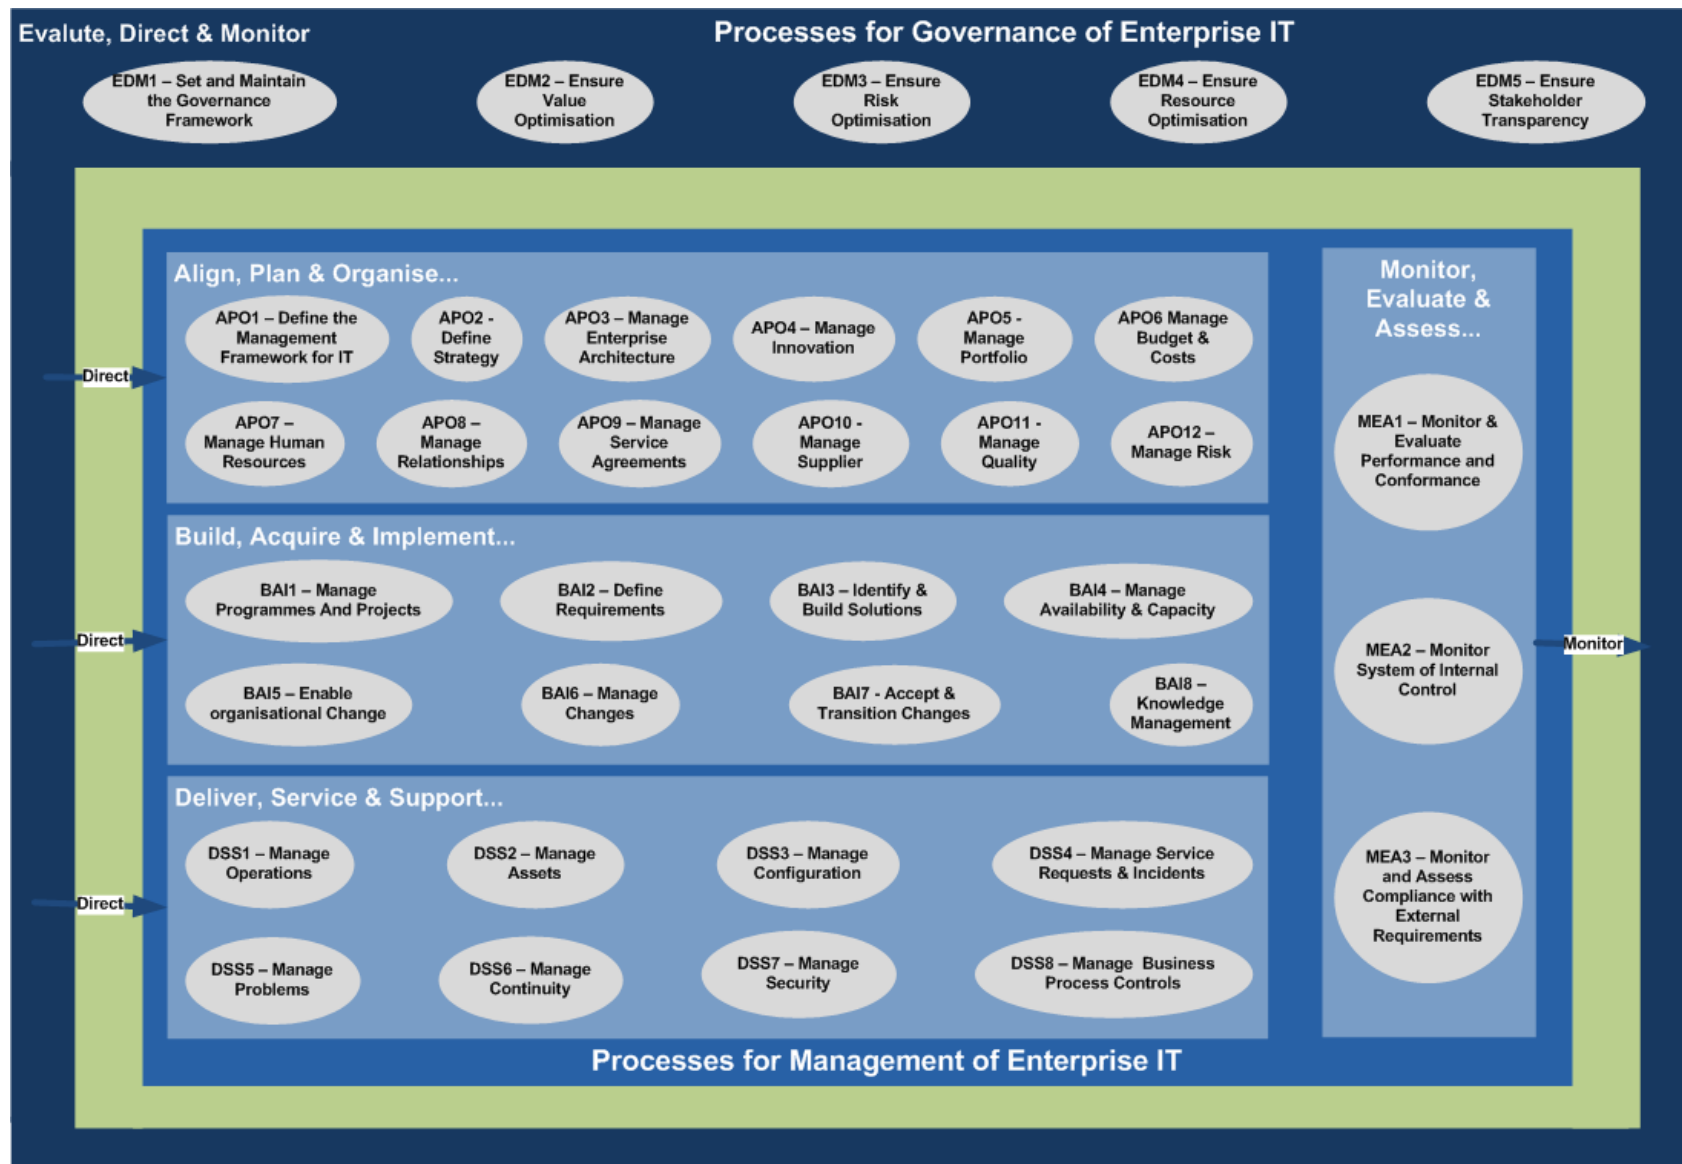 Evalute, Direct & Monitor
Processes for Governance of Enterprise IT
EDM1 – Set and Maintain
the Governance
Framework
EDM2 – Ensure
Value
Optimisation
EDM3 – Ensure
Risk
Optimisation
EDM4 – Ensure
Resource
Optimisation
EDM5 – Ensure
Stakeholder
Transparency
Align, Plan & Organise...
APO1 – Define the
Management
Framework for IT
APO2 -
Define
Strategy
APO3 – Manage
Enterprise
Architecture
APO4 – Manage
Innovation
APO5 -
Manage
Portfolio
APO6 Manage
Budget &
Costs
Direct
APO7 –
Manage Human
Resources
APO8 –
Manage
Relationships
APO9 – Manage
Service
Agreements
APO10 -
Manage
Supplier
APO11 -
Manage
Quality
APO12 –
Manage Risk
Build, Acquire & Implement...
BAI1 – Manage
Programmes And Projects
BAI2 – Define
Requirements
BAI3 – Identify &
Build Solutions
BAI4 – Manage
Availability & Capacity
Direct
BAI5 – Enable
organisational Change
BAI6 – Manage
Changes
BAI7 - Accept &
Transition Changes
BAI8 –
Knowledge
Management
Deliver, Service & Support...
DSS1 – Manage
Operations
DSS2 – Manage
Assets
DSS3 – Manage
Configuration
DSS4 – Manage Service
Requests & Incidents
Direct
DSS5 – Manage
Problems
DSS6 – Manage
Continuity
DSS7 – Manage
Security
DSS8 – Manage  Business
Process Controls
Monitor,
Evaluate &
Assess...
MEA1 – Monitor &
Evaluate
Performance and
Conformance
MEA2 – Monitor
System of Internal
Control
Monitor
MEA3 – Monitor
and Assess
Compliance with
External
Requirements
Processes for Management of Enterprise IT